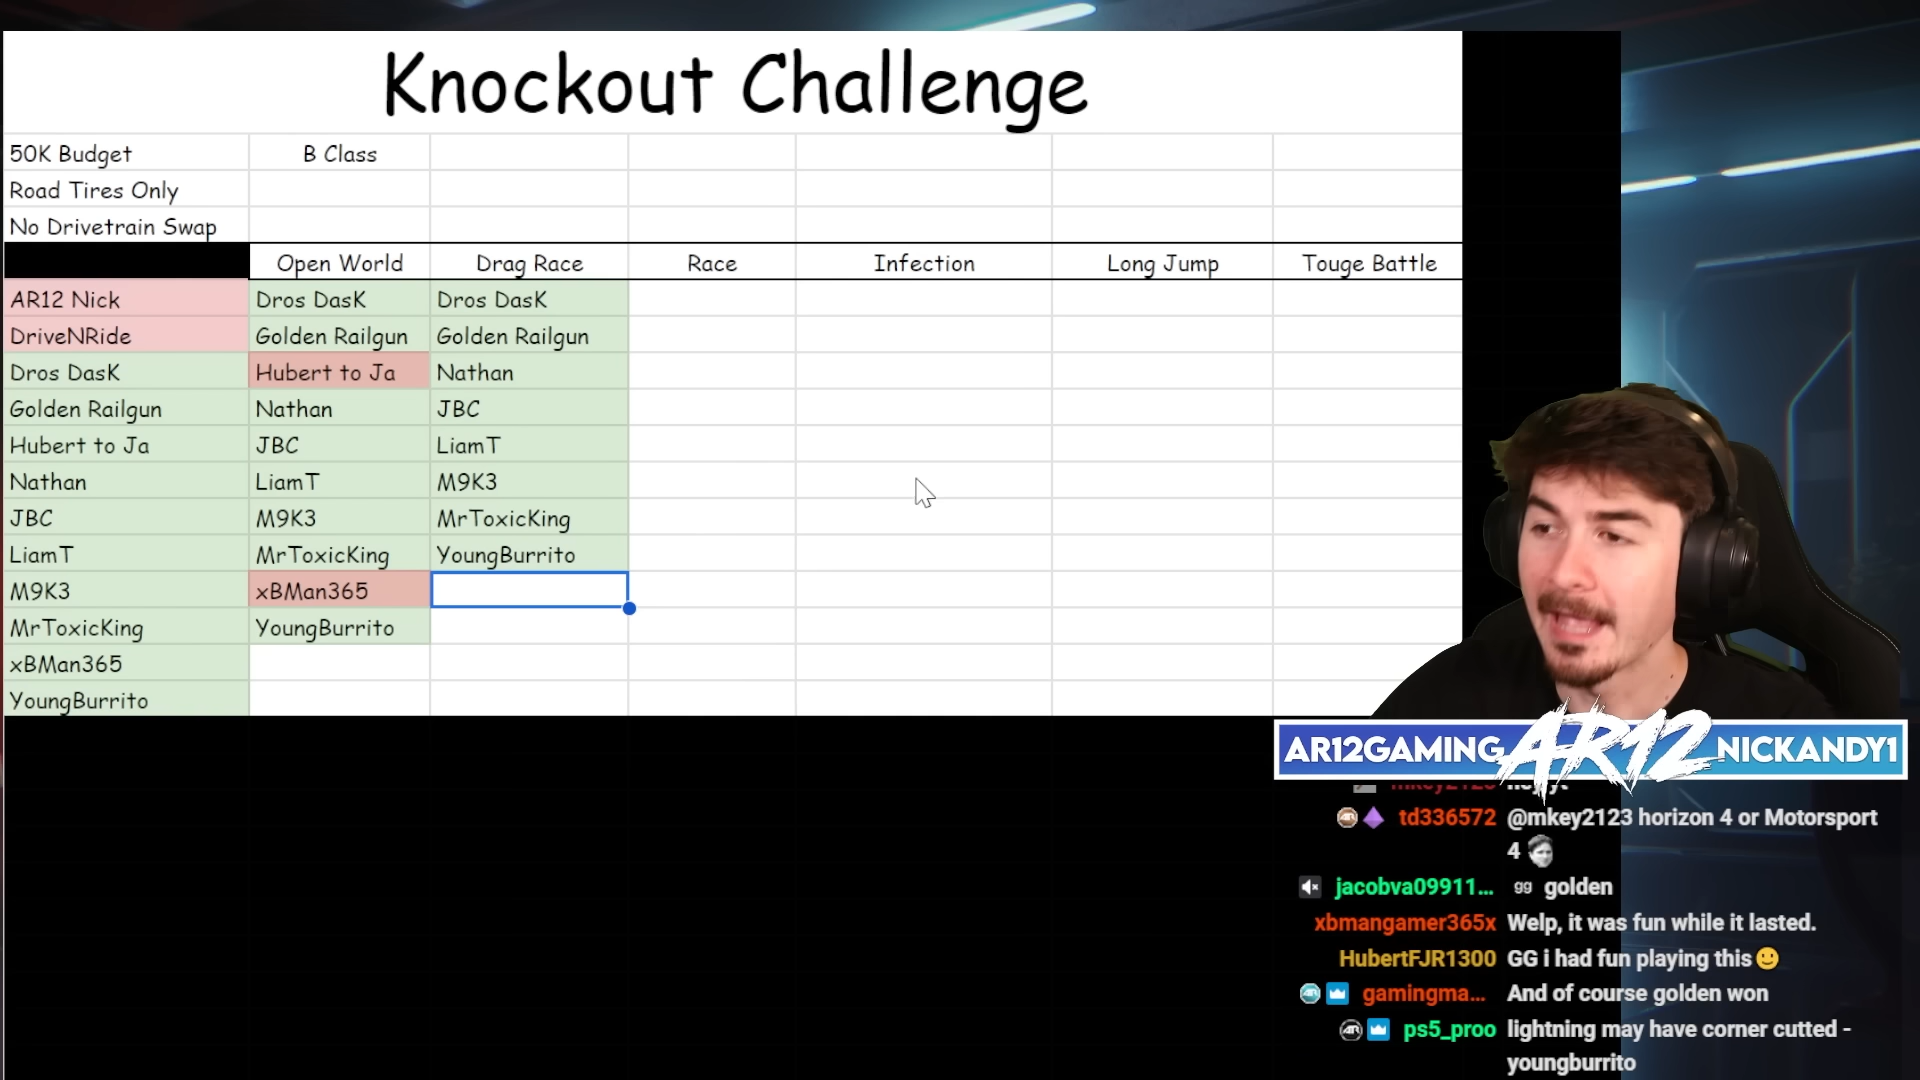 Knockout Challenge
50K Budget B Class
Road Tires Only
No Drivetrain Swap
Open World Drag Race Race Infection Long Jump Touge Battle
AR12 Nick Dros DasK Dros DasK
DriveNRide Golden Railgun Golden Railgun
Dros DasK Hubert to Ja Nathan
Golden Railgun Nathan JBC
Hubert to Ja JBC LiamT
Nathan LiamT M9K3
JBC M9K3 MrToxicKing
LiamT MrToxicKing YoungBurrito
M9K3 xBMan365
MrToxicKing YoungBurrito
xBMan365
YoungBurrito
AR12GAMING AR12 NICKANDY1
td336572 @mkey2123 horizon 4 or Motorsport
4
jacobva09911... gg golden
xbmangamer365x Welp, it was fun while it lasted.
HubertFJR1300 GG i had fun playing this
gamingma... And of course golden won
ps5_proo lightning may have corner cutted -
youngburrito